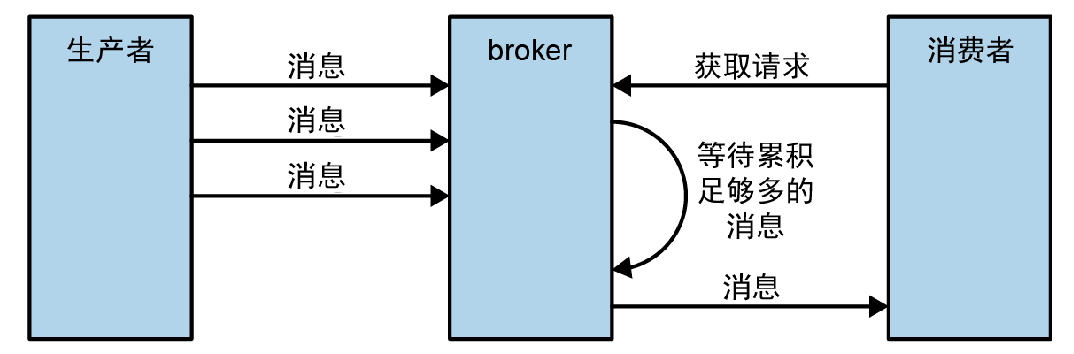 生产者
broker
消费者
消息
消息
消息
获取请求
等待累积
足够多的
消息
消息